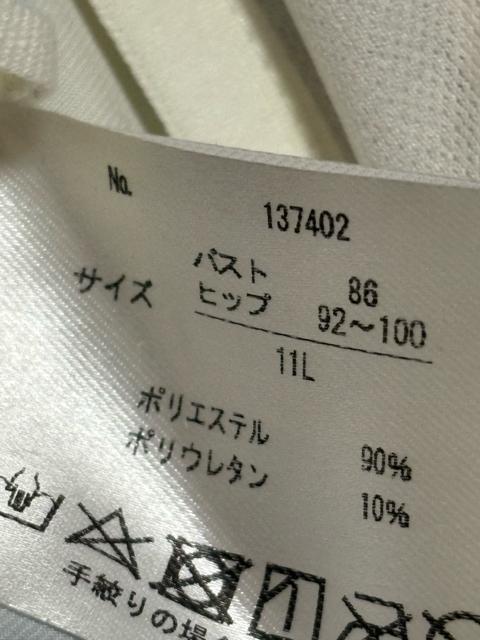 No. 137402
サイズ バスト 86
ヒップ 92～100
11L
ポリエステル 90%
ポリウレタン 10%
手絞りの場